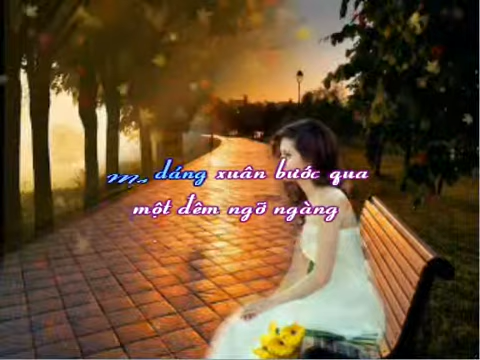 dáng xuân bước qua
một đêm ngỡ ngàng